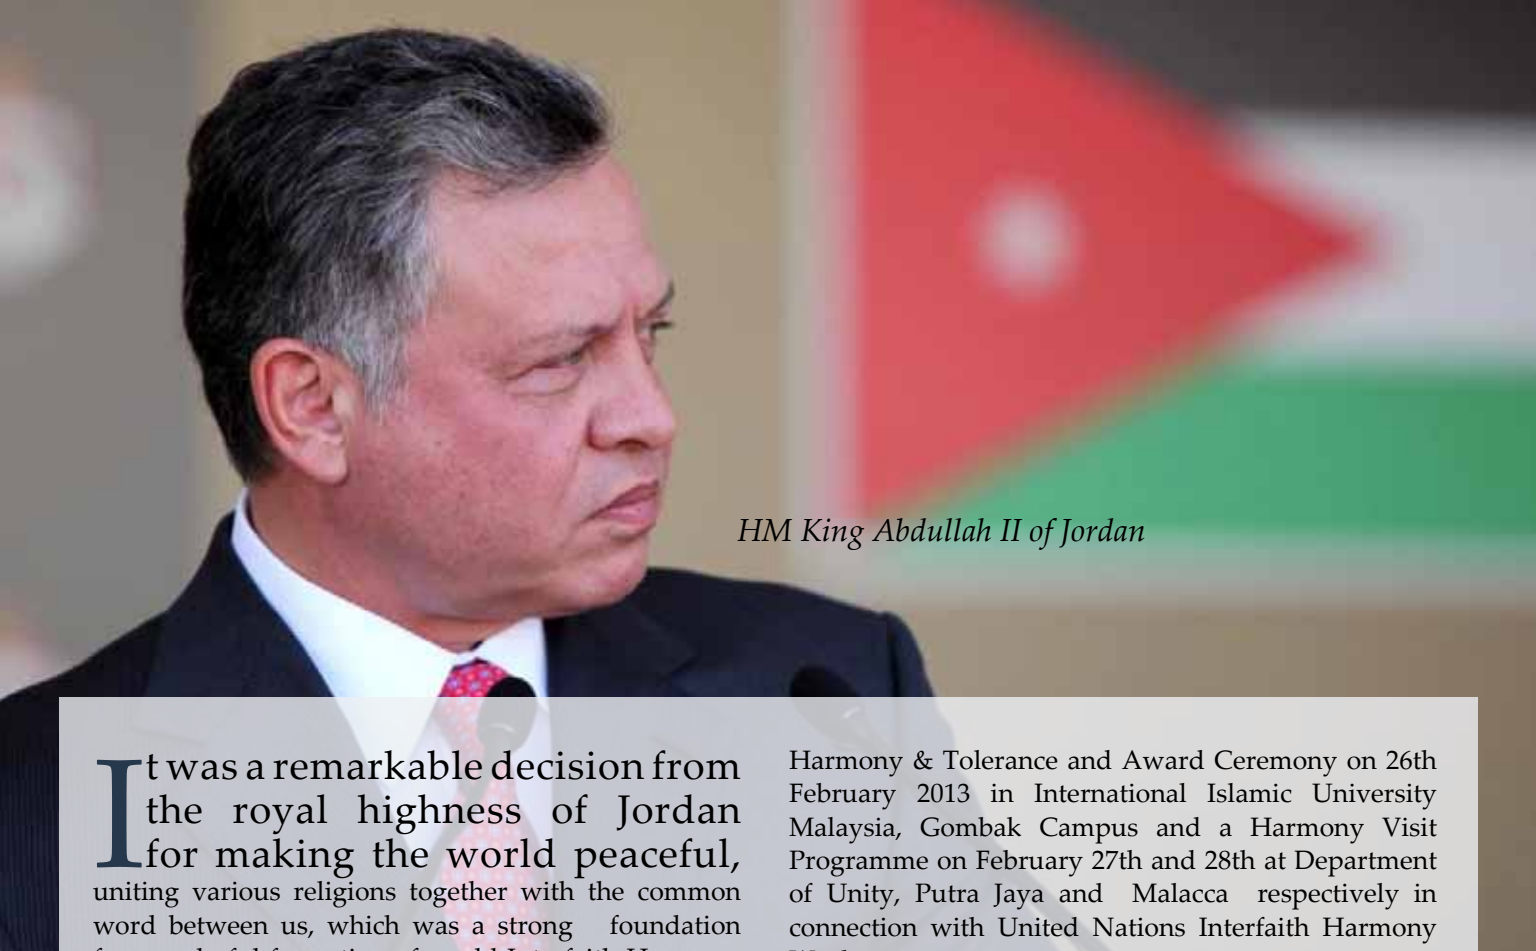 HM King Abdullah II of Jordan
It was a remarkable decision from
the royal highness of Jordan
for making the world peaceful,
uniting various religions together with the common
word between us, which was a strong foundation
Harmony & Tolerance and Award Ceremony on 26th
February 2013 in International Islamic University
Malaysia, Gombak Campus and a Harmony Visit
Programme on February 27th and 28th at Department
of Unity, Putra Jaya and Malacca respectively in
connection with United Nations Interfaith Harmony